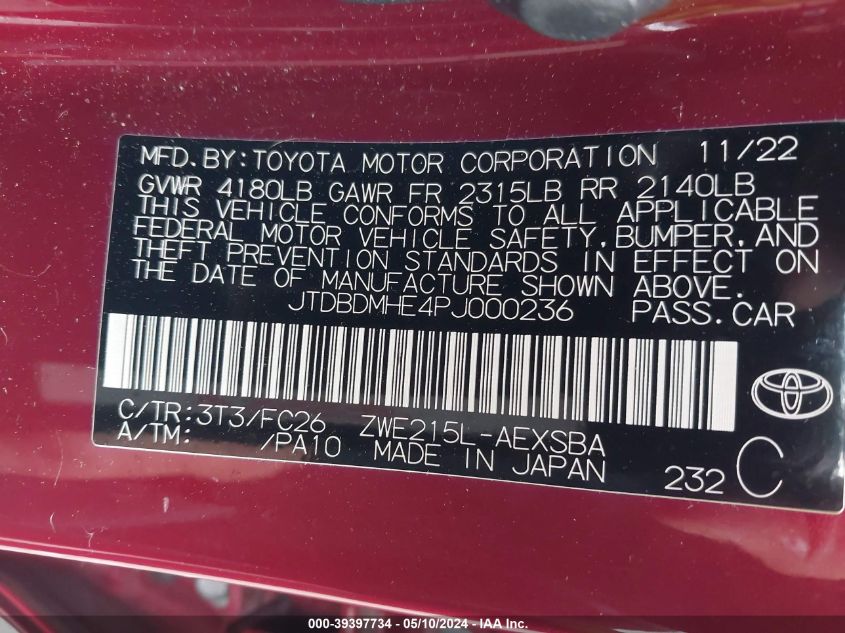 MFD.BY:TOYOTA MOTOR CORPORATION 11/22
GVWR 4180LB GAWR FR 2315LB RR 2140LB
THIS VEHICLE CONFORMS TO ALL APPLICABLE
FEDERAL MOTOR VEHICLE SAFETY,BUMPER,AND
THEFT PREVENTION STANDARDS IN EFFECT ON
THE DATE OF MANUFACTURE SHOWN ABOVE.
JTDBDMHE4PJ000236 PASS.CAR
C/TR:3T3/FC26 ZWE215L-AEXSBA
A/TM: /PA10 MADE IN JAPAN
232 C
000-39397734 - 05/10/2024 - IAA Inc.